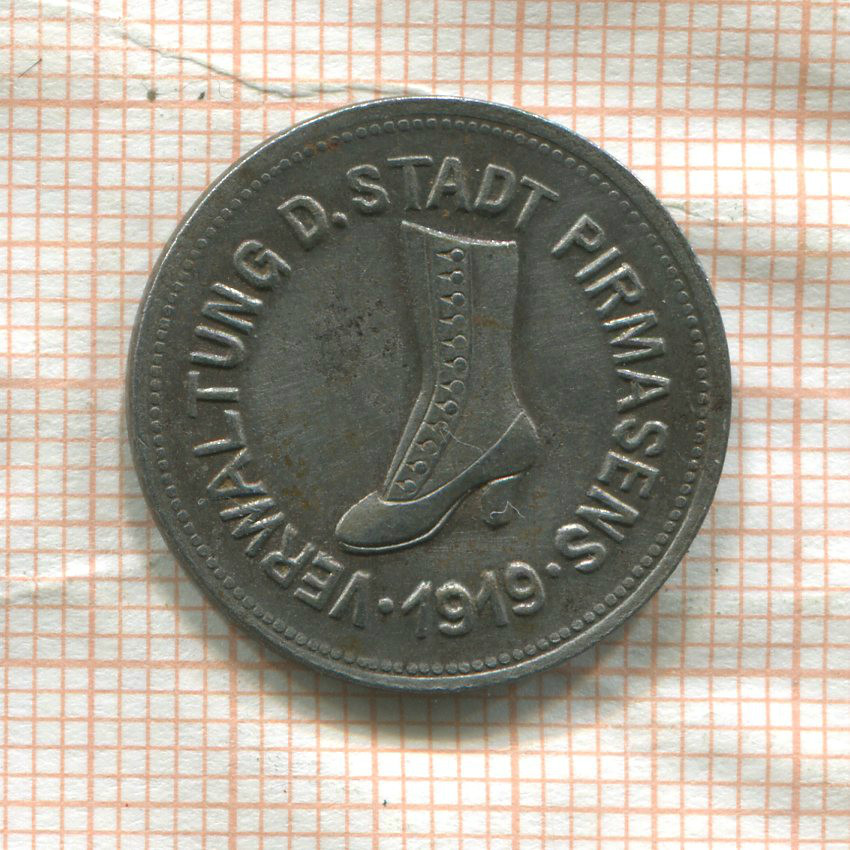 VERWALTUNG D. STADT PIRMASENS · 1919 ·